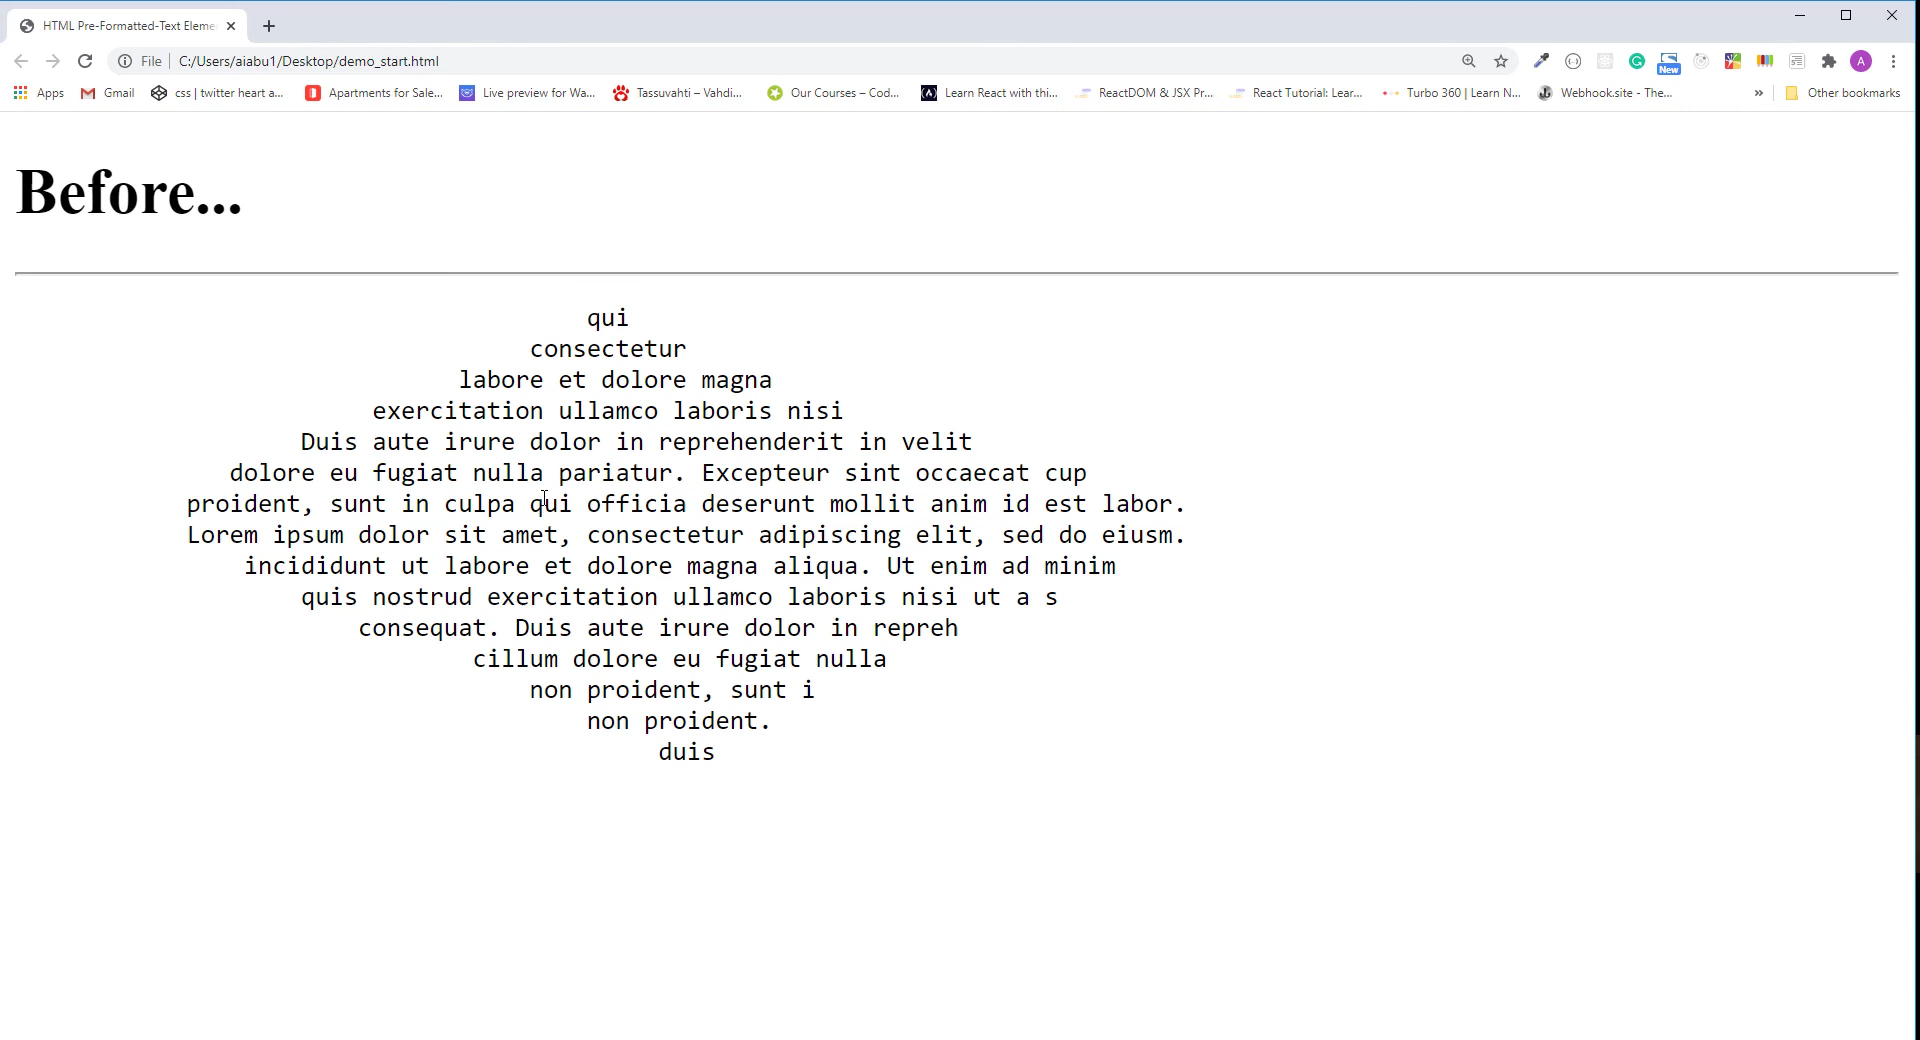 HTML Pre-Formatted-Text Eleme
File C:/Users/aiabu1/Desktop/demo_start.html
New
A
Apps Gmail css | twitter heart a... Apartments for Sale... Live preview for Wa... Tassuvahti – Vahdi... Our Courses – Cod... Learn React with thi... ReactDOM & JSX Pr... React Tutorial: Lear... Turbo 360 | Learn N... Webhook.site - The... » Other bookmarks
Before...
qui
consectetur
labore et dolore magna
exercitation ullamco laboris nisi
Duis aute irure dolor in reprehenderit in velit
dolore eu fugiat nulla pariatur. Excepteur sint occaecat cup
proident, sunt in culpa qui officia deserunt mollit anim id est labor.
Lorem ipsum dolor sit amet, consectetur adipiscing elit, sed do eiusm.
incididunt ut labore et dolore magna aliqua. Ut enim ad minim
quis nostrud exercitation ullamco laboris nisi ut a s
consequat. Duis aute irure dolor in repreh
cillum dolore eu fugiat nulla
non proident, sunt i
non proident.
duis